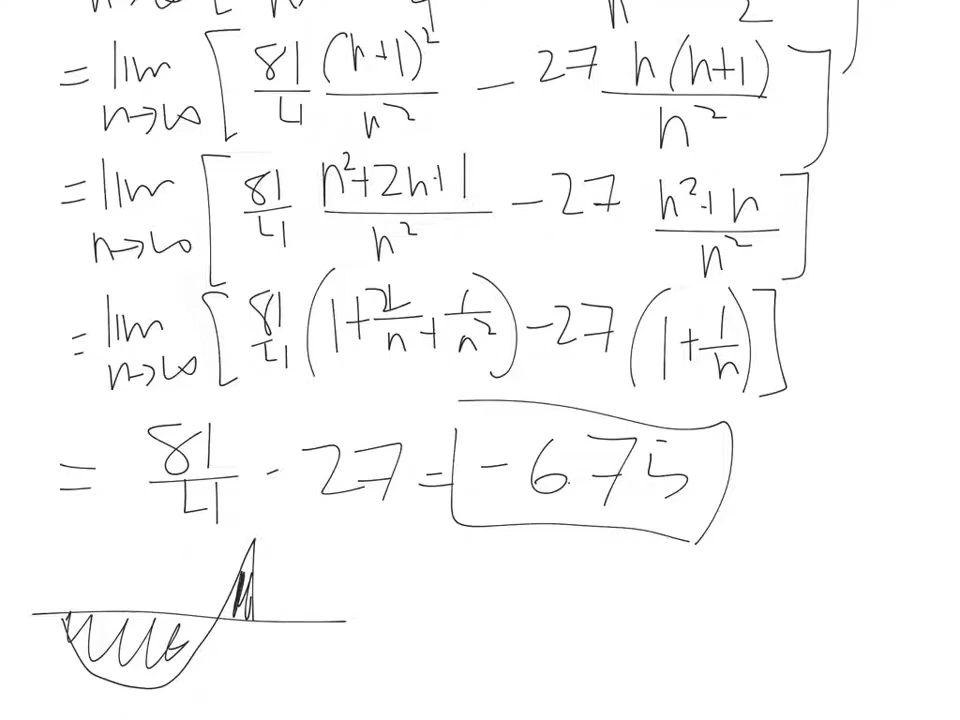 = lim n→∞ [ 81/4 (n+1)²/n² - 27 n(n+1)/n² ]
= lim n→∞ [ 81/4 n²+2n+1/n² - 27 n²+n/n² ]
= lim n→∞ [ 81/4 (1+2/n+1/n²) - 27 (1+1/n) ]
= 81/4 - 27 = -6.75